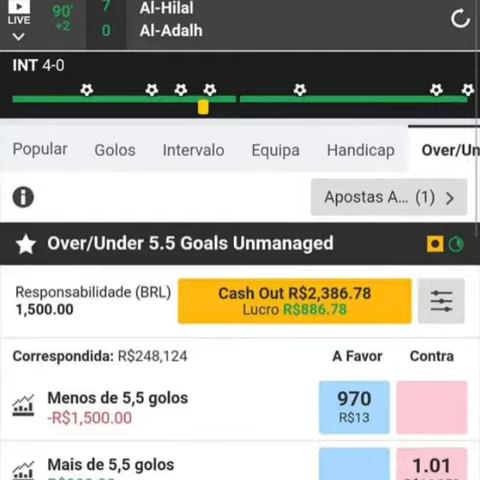 LIVE
90'
+2
7
Al-Hilal
0
Al-Adalh
INT 4-0
Popular Golos Intervalo Equipa Handicap Over/Un
Apostas A... (1)
Over/Under 5.5 Goals Unmanaged
Responsabilidade (BRL)
1,500.00
Cash Out R$2,386.78
Lucro R$886.78
Correspondida: R$248,124
A Favor
Contra
Menos de 5,5 golos
-R$1,500.00
970
R$13
Mais de 5,5 golos
1.01